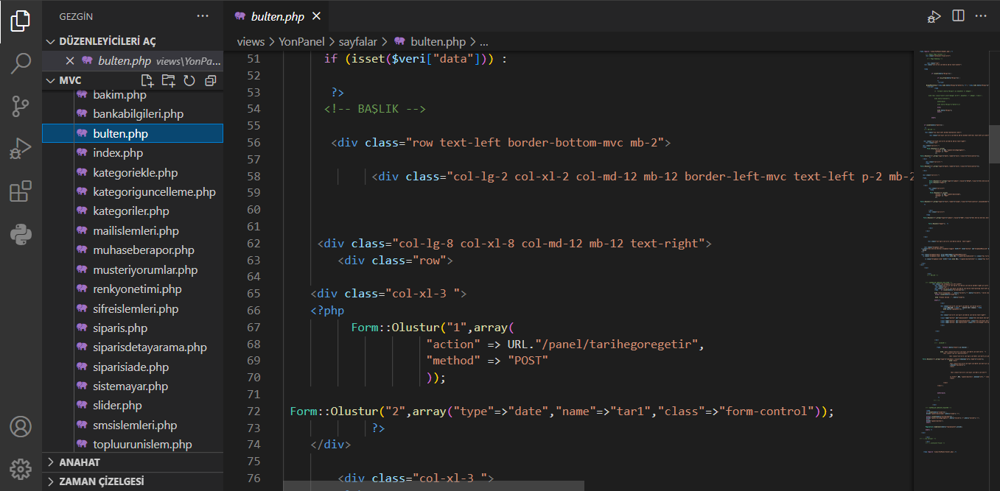 GEZGİN
bulten.php
DÜZENLEYİCİLERİ AÇ
bulten.php views\YonPa...
MVC
bakim.php
bankabilgileri.php
bulten.php
index.php
kategoriekle.php
kategoriguncelleme.php
kategoriler.php
mailislemleri.php
muhaseberapor.php
musteriyorumlar.php
renkyonetimi.php
sifreislemleri.php
siparis.php
siparisdetayarama.php
siparisiade.php
sistemayar.php
slider.php
smsislemleri.php
topluurunislem.php
ANAHAT
ZAMAN ÇİZELGESİ
views > YonPanel > sayfalar > bulten.php > ...
51 if (isset($veri["data"])) :
52
53 ?>
54 <!-- BAŞLIK -->
55
56 <div class="row text-left border-bottom-mvc mb-2">
57
58 <div class="col-lg-2 col-xl-2 col-md-12 mb-12 border-left-mvc text-left p-2 mb-2
59
60
61
62 <div class="col-lg-8 col-xl-8 col-md-12 mb-12 text-right">
63 <div class="row">
64
65 <div class="col-xl-3 ">
66 <?php
67 Form::Olustur("1",array(
68 "action" => URL."/panel/tarihegoregetir",
69 "method" => "POST"
70 ));
71
72 Form::Olustur("2",array("type"=>"date","name"=>"tar1","class"=>"form-control"));
73 ?>
74 </div>
75
76 <div class="col-xl-3 ">